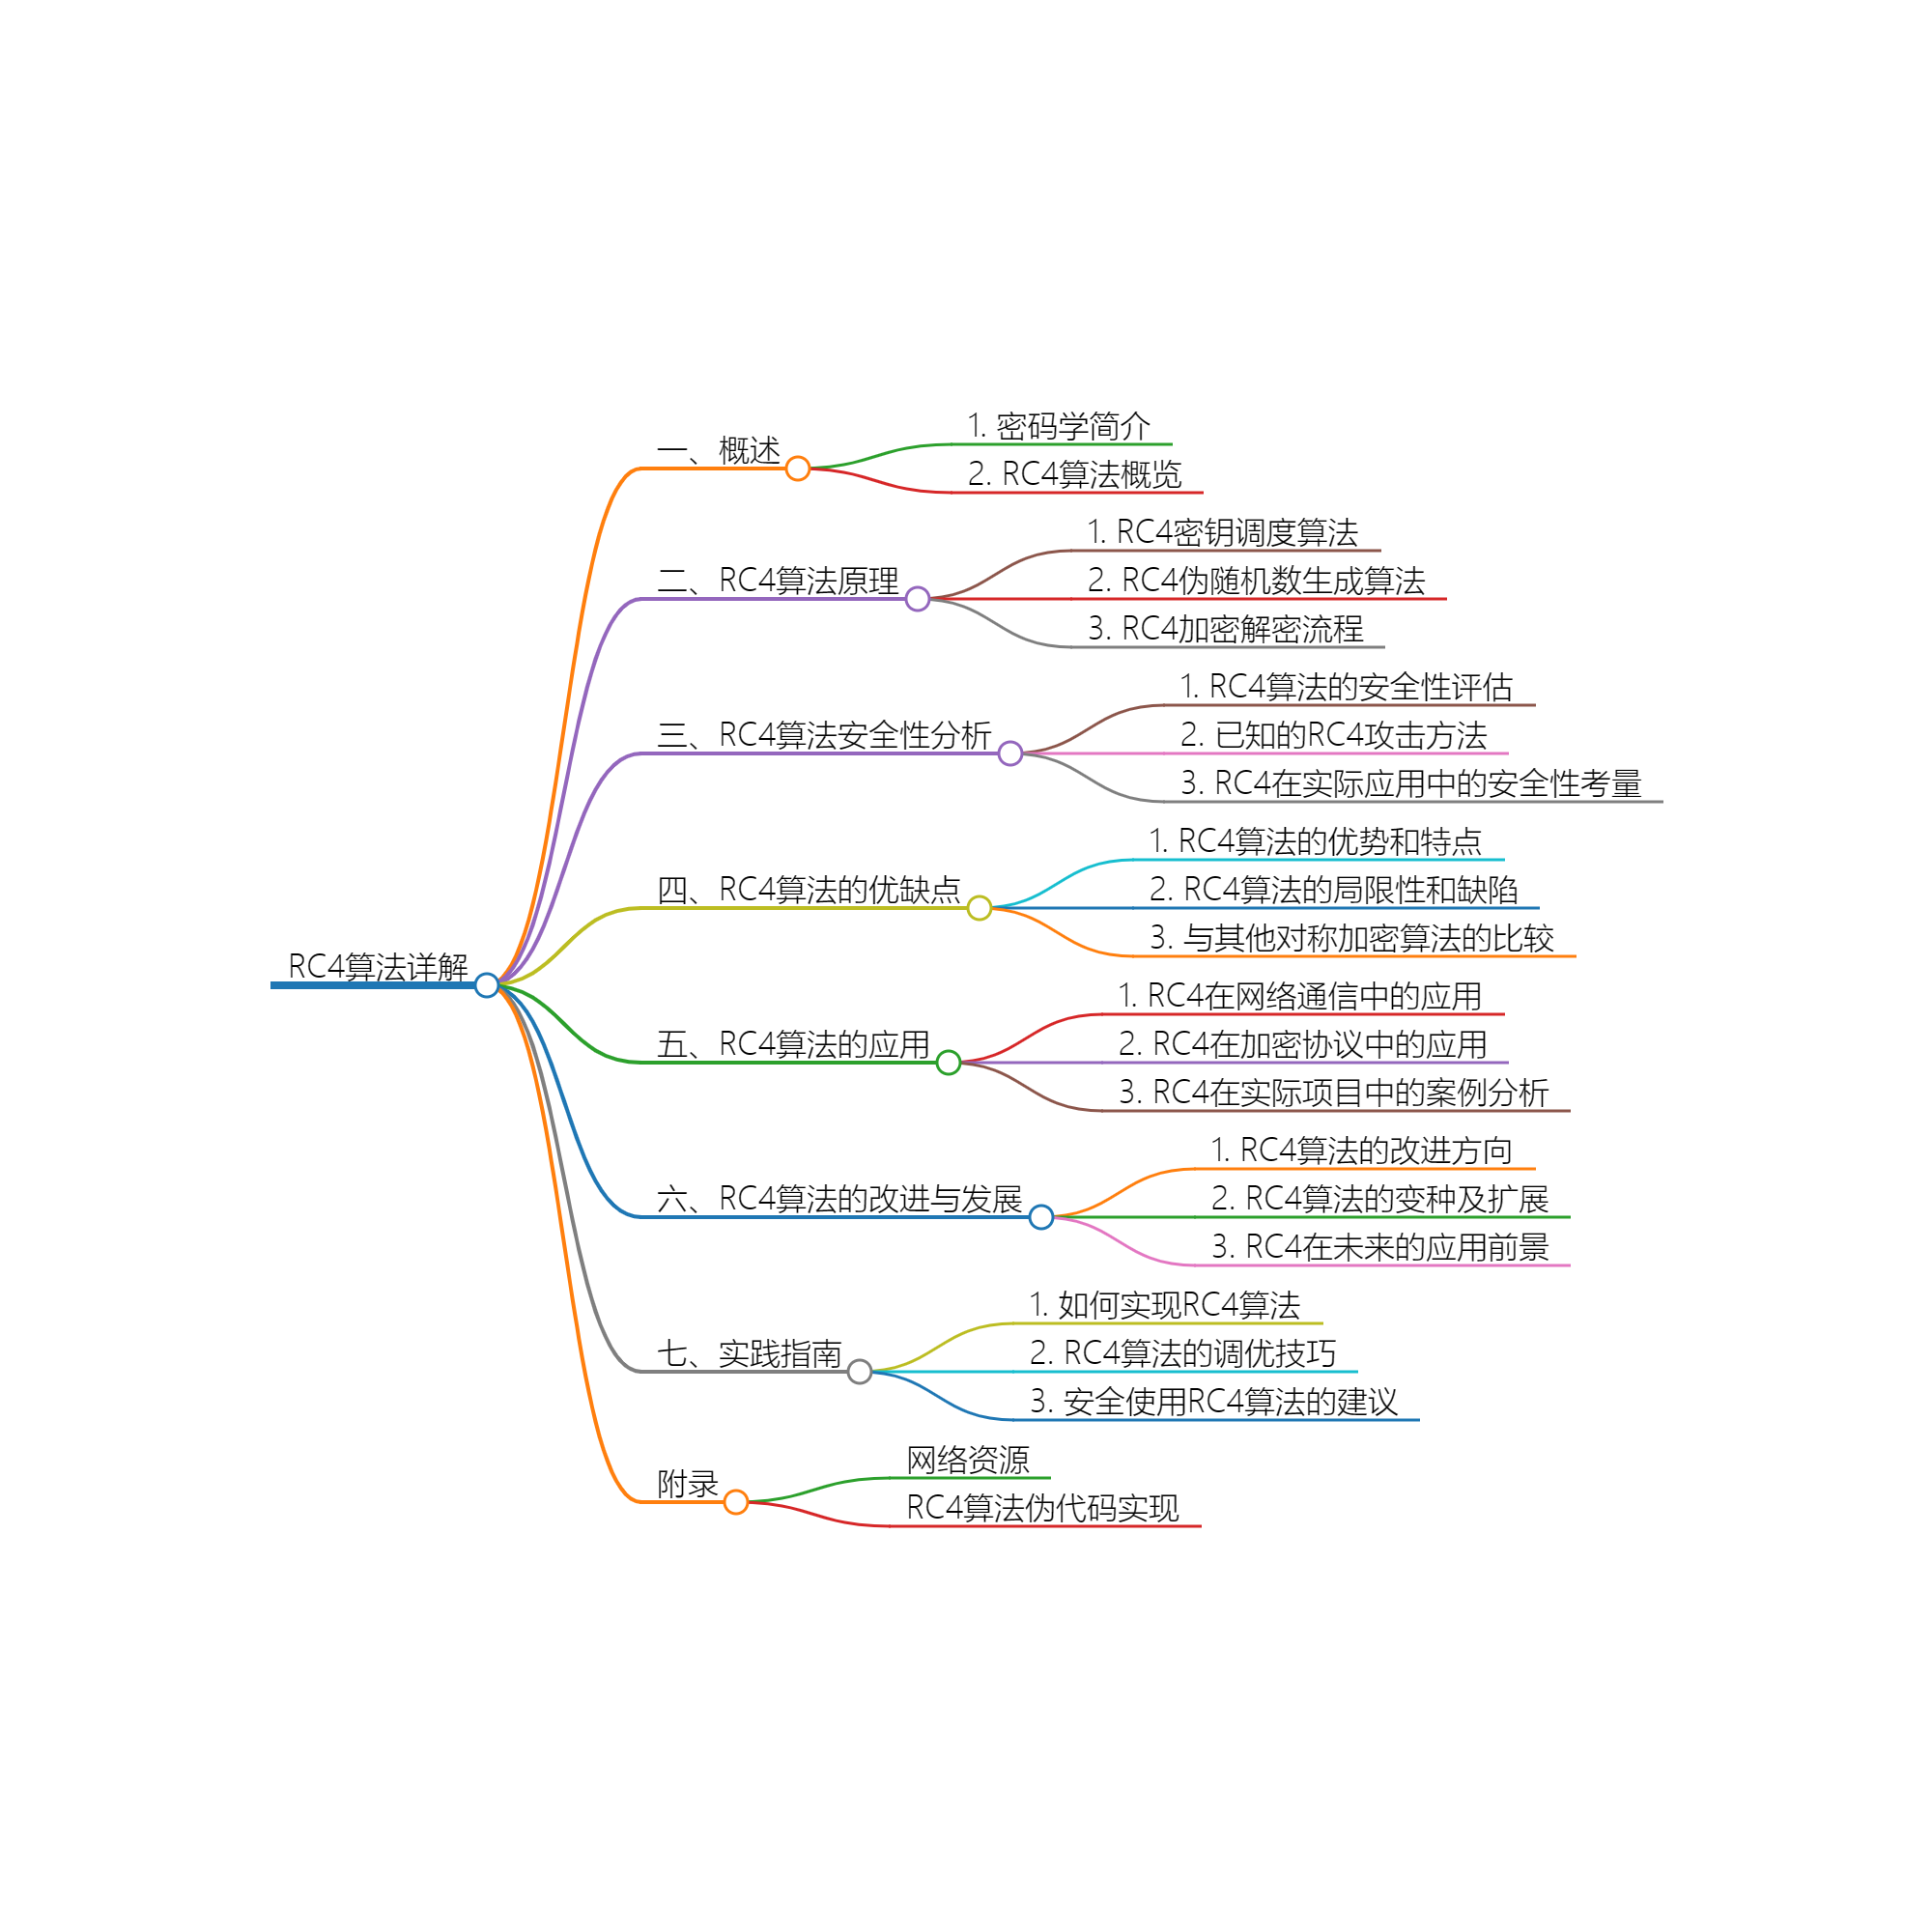 RC4算法详解
一、概述
1. 密码学简介
2. RC4算法概览
二、RC4算法原理
1. RC4密钥调度算法
2. RC4伪随机数生成算法
3. RC4加密解密流程
三、RC4算法安全性分析
1. RC4算法的安全性评估
2. 已知的RC4攻击方法
3. RC4在实际应用中的安全性考量
四、RC4算法的优缺点
1. RC4算法的优势和特点
2. RC4算法的局限性和缺陷
3. 与其他对称加密算法的比较
五、RC4算法的应用
1. RC4在网络通信中的应用
2. RC4在加密协议中的应用
3. RC4在实际项目中的案例分析
六、RC4算法的改进与发展
1. RC4算法的改进方向
2. RC4算法的变种及扩展
3. RC4在未来的应用前景
七、实践指南
1. 如何实现RC4算法
2. RC4算法的调优技巧
3. 安全使用RC4算法的建议
附录
网络资源
RC4算法伪代码实现